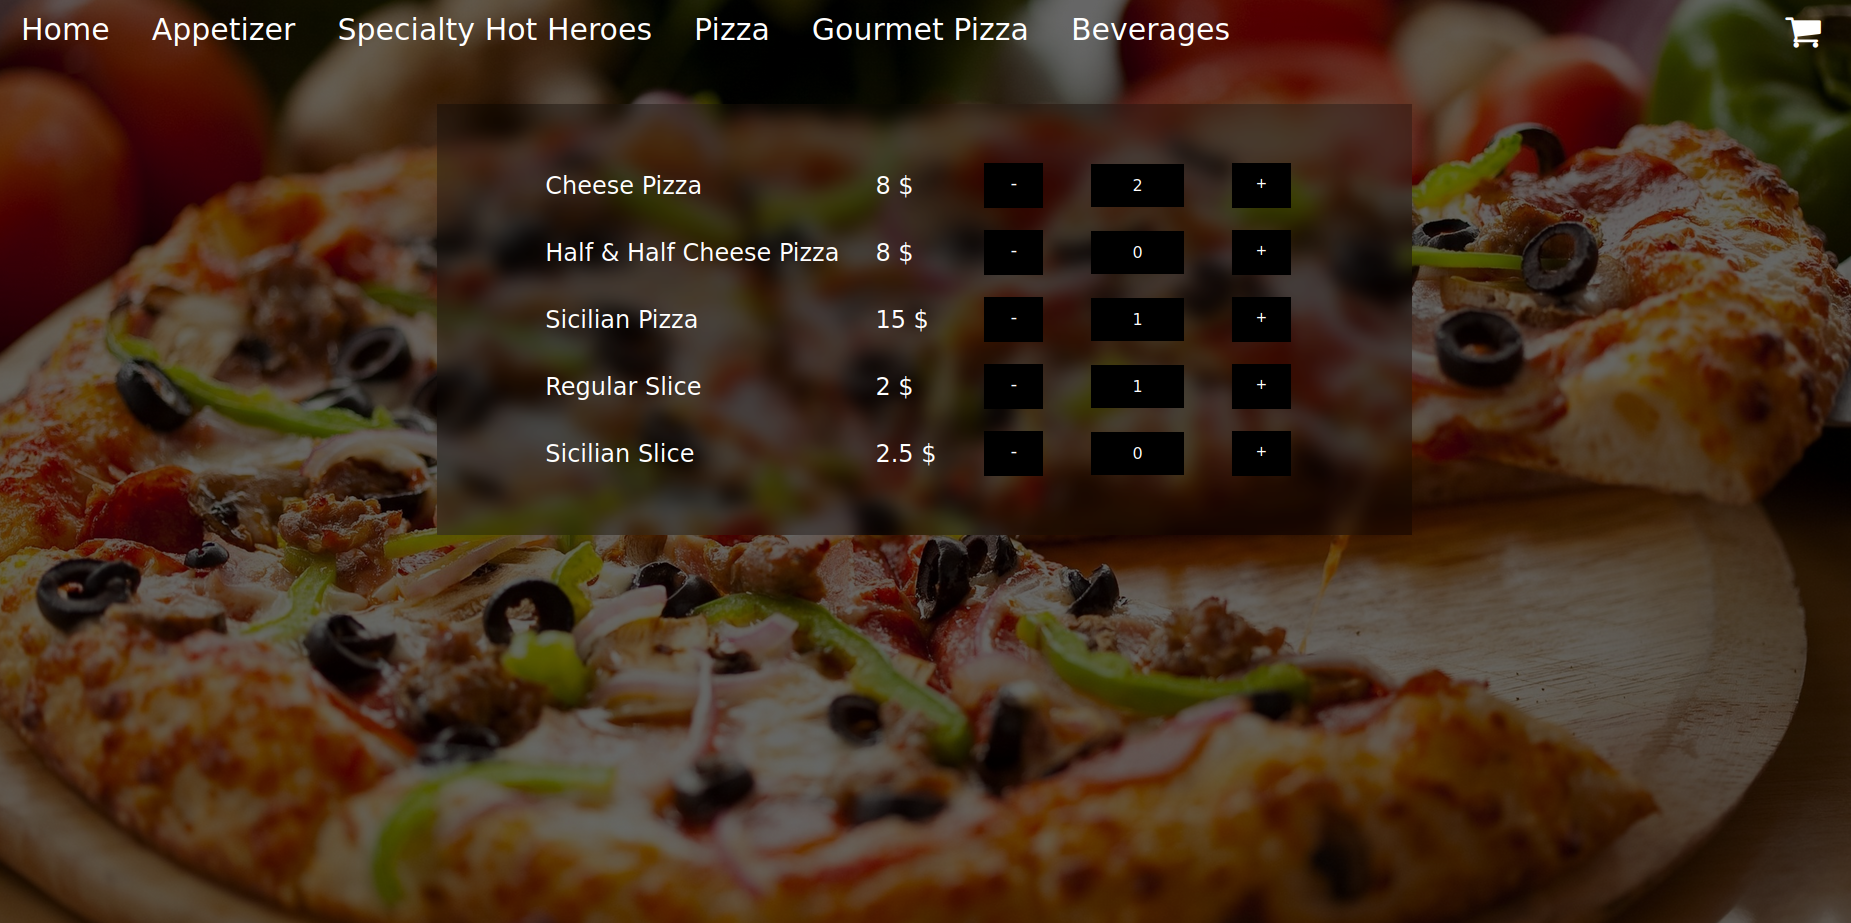 Home Appetizer Specialty Hot Heroes Pizza Gourmet Pizza Beverages
Cheese Pizza 8 $ - 2 +
Half & Half Cheese Pizza 8 $ - 0 +
Sicilian Pizza 15 $ - 1 +
Regular Slice 2 $ - 1 +
Sicilian Slice 2.5 $ - 0 +